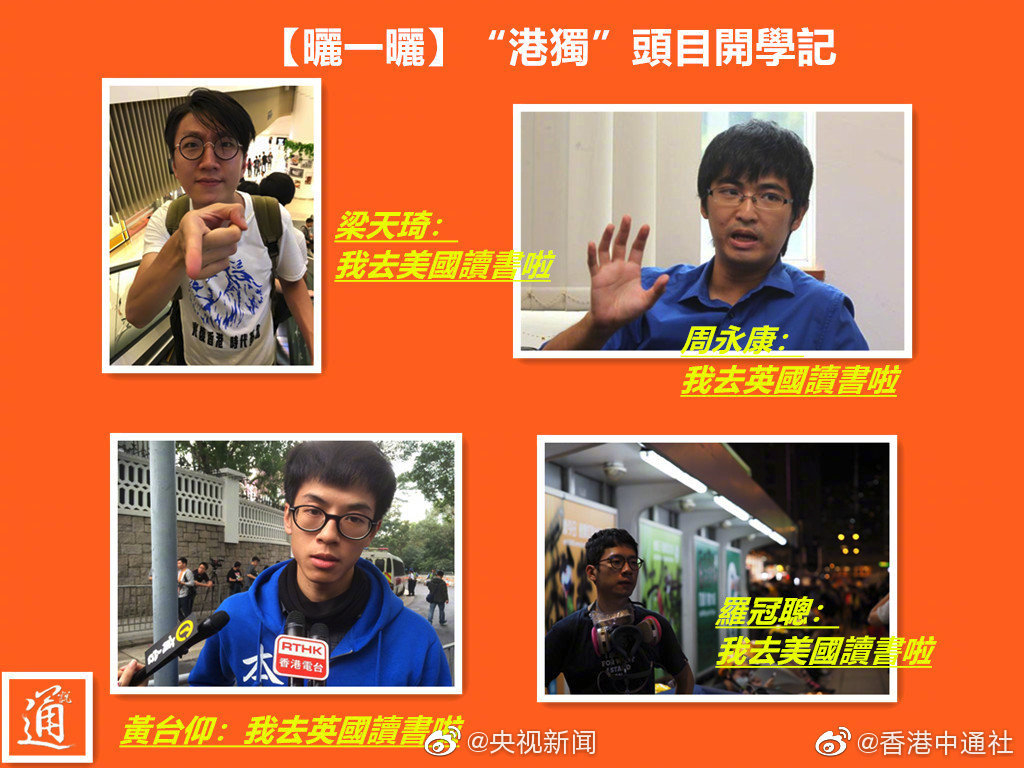 【曬一曬】“港獨”頭目開學記
梁天琦：
我去美國讀書啦
周永康：
我去英國讀書啦
RTHK
香港電台
本
羅冠聰：
我去美國讀書啦
說
通
黃台仰：我去英國讀書啦
@央视新闻
@香港中通社